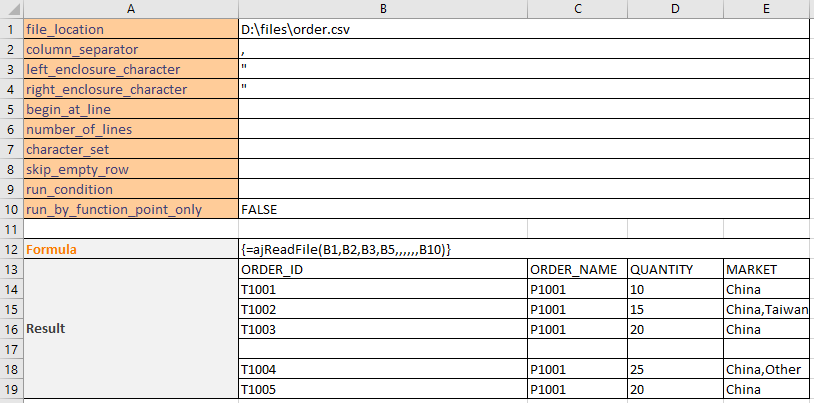 A B C D E
1 file_location D:\files\order.csv
2 column_separator ,
3 left_enclosure_character "
4 right_enclosure_character "
5 begin_at_line
6 number_of_lines
7 character_set
8 skip_empty_row
9 run_condition
10 run_by_function_point_only FALSE
11
12 Formula {=ajReadFile(B1,B2,B3,B5,,,,,,B10)}
13 ORDER_ID ORDER_NAME QUANTITY MARKET
14 T1001 P1001 10 China
15 T1002 P1001 15 China,Taiwan
16 Result T1003 P1001 20 China
17
18 T1004 P1001 25 China,Other
19 T1005 P1001 20 China